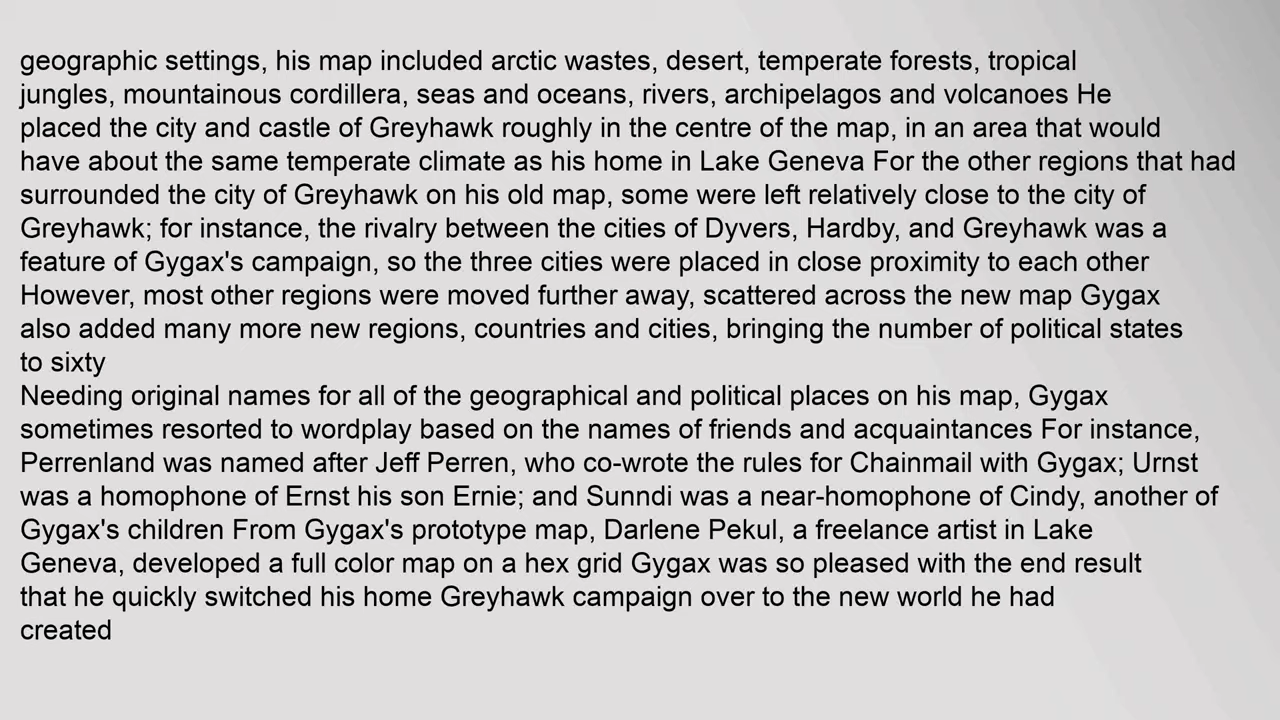 geographic settings, his map included arctic wastes, desert, temperate forests, tropical
jungles, mountainous cordillera, seas and oceans, rivers, archipelagos and volcanoes He
placed the city and castle of Greyhawk roughly in the centre of the map, in an area that would
have about the same temperate climate as his home in Lake Geneva For the other regions that had
surrounded the city of Greyhawk on his old map, some were left relatively close to the city of
Greyhawk; for instance, the rivalry between the cities of Dyvers, Hardby, and Greyhawk was a
feature of Gygax's campaign, so the three cities were placed in close proximity to each other
However, most other regions were moved further away, scattered across the new map Gygax
also added many more new regions, countries and cities, bringing the number of political states
to sixty
Needing original names for all of the geographical and political places on his map, Gygax
sometimes resorted to wordplay based on the names of friends and acquaintances For instance,
Perrenland was named after Jeff Perren, who co-wrote the rules for Chainmail with Gygax; Urnst
was a homophone of Ernst his son Ernie; and Sunndi was a near-homophone of Cindy, another of
Gygax's children From Gygax's prototype map, Darlene Pekul, a freelance artist in Lake
Geneva, developed a full color map on a hex grid Gygax was so pleased with the end result
that he quickly switched his home Greyhawk campaign over to the new world he had
created